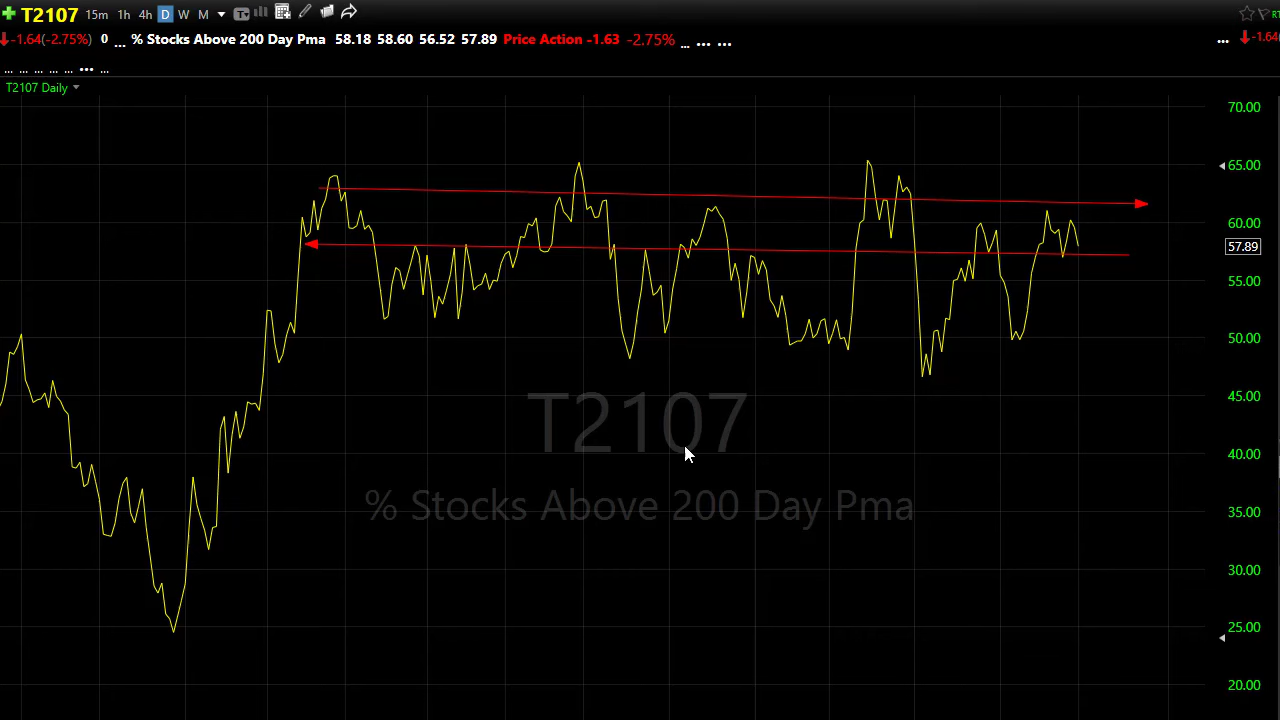 T2107 15m 1h 4h D W M T
-1.64(-2.75%) 0 ... % Stocks Above 200 Day Pma 58.18 58.60 56.52 57.89 Price Action -1.63 -2.75% ... ... ... ... -1.64
... ... ... ... ... ... ...
T2107 Daily
70.00
65.00
60.00
57.89
55.00
50.00
45.00
T2107
40.00
% Stocks Above 200 Day Pma
35.00
30.00
25.00
20.00